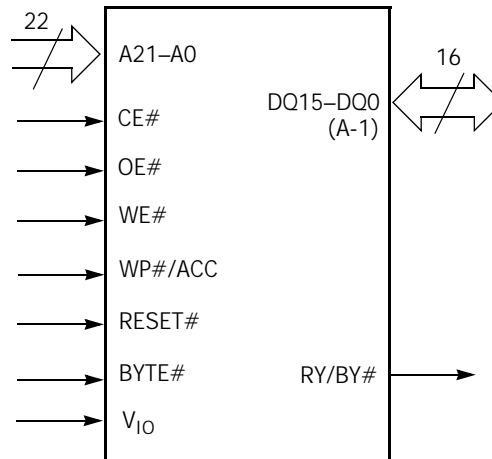 22
A21–A0
16
DQ15–DQ0
(A-1)
CE#
OE#
WE#
WP#/ACC
RESET#
BYTE#
RY/BY#
VIO